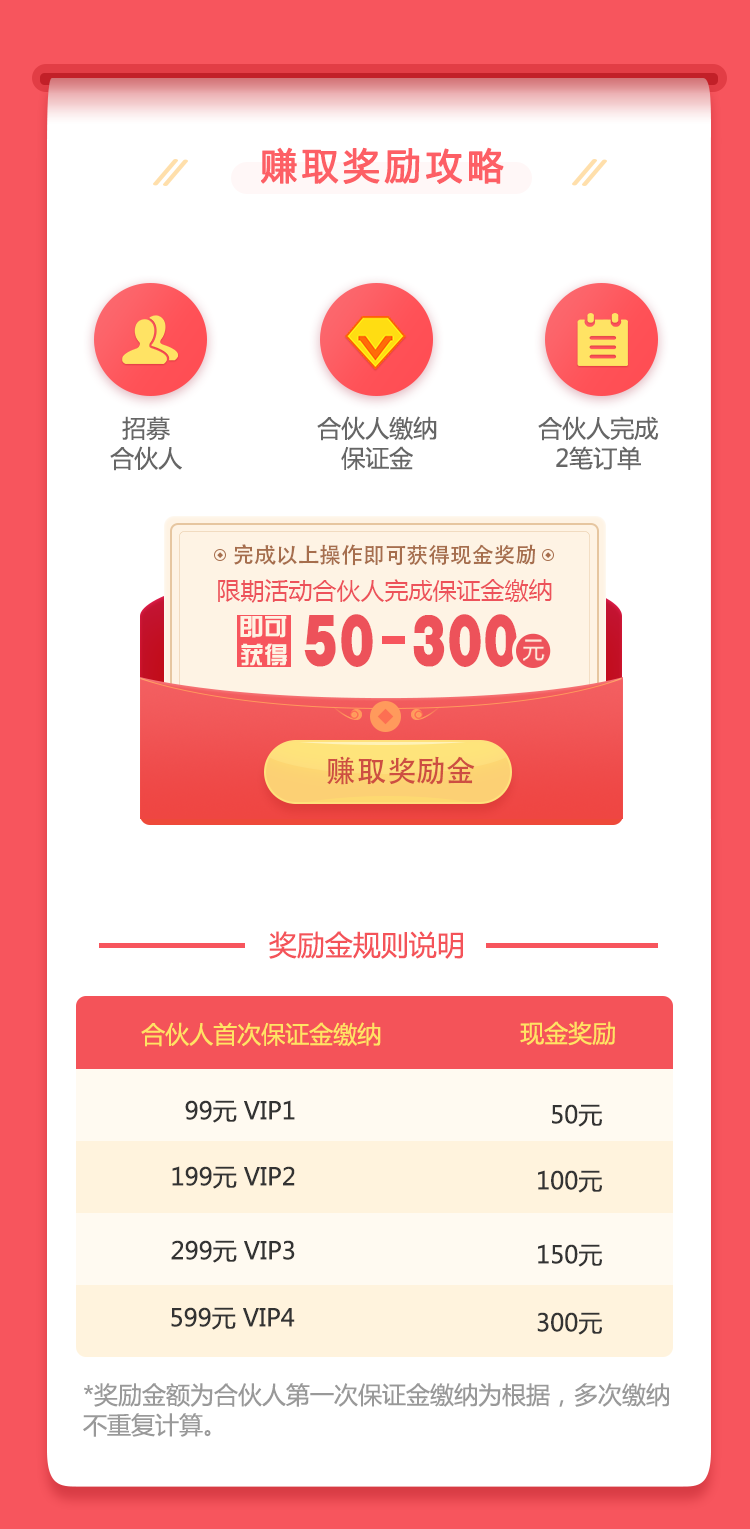 赚取奖励攻略
招募
合伙人
合伙人缴纳
保证金
合伙人完成
2笔订单
完成以上操作即可获得现金奖励
限期活动合伙人完成保证金缴纳
即可获得 50-300元
赚取奖励金
奖励金规则说明
合伙人首次保证金缴纳 现金奖励
99元 VIP1 50元
199元 VIP2 100元
299元 VIP3 150元
599元 VIP4 300元
*奖励金额为合伙人第一次保证金缴纳为根据，多次缴纳
不重复计算。